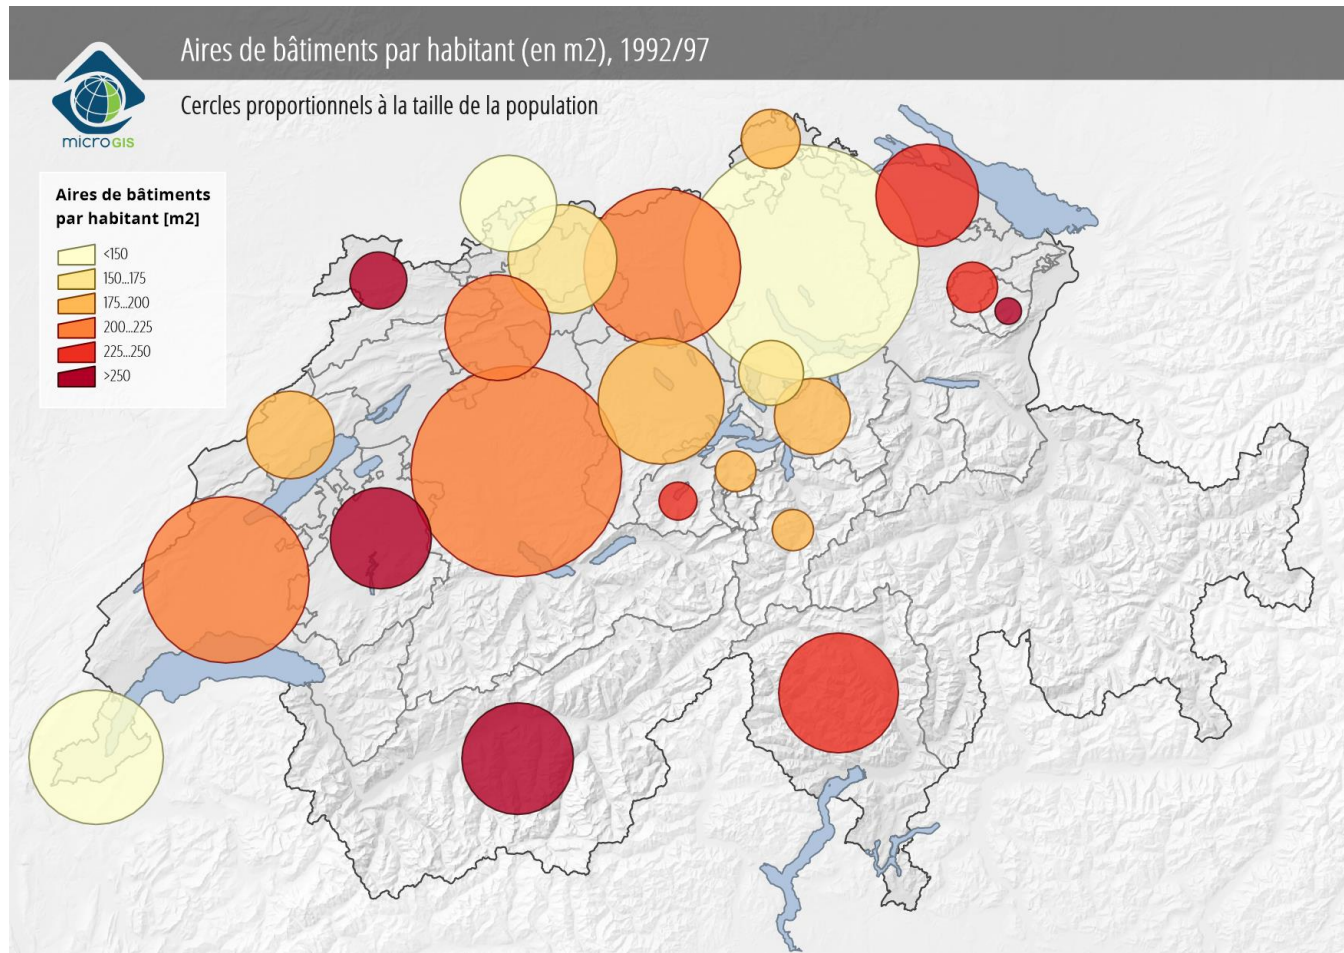 Aires de bâtiments par habitant (en m2), 1992/97
Cercles proportionnels à la taille de la population
microGIS
Aires de bâtiments
par habitant [m2]
<150
150...175
175...200
200...225
225...250
>250